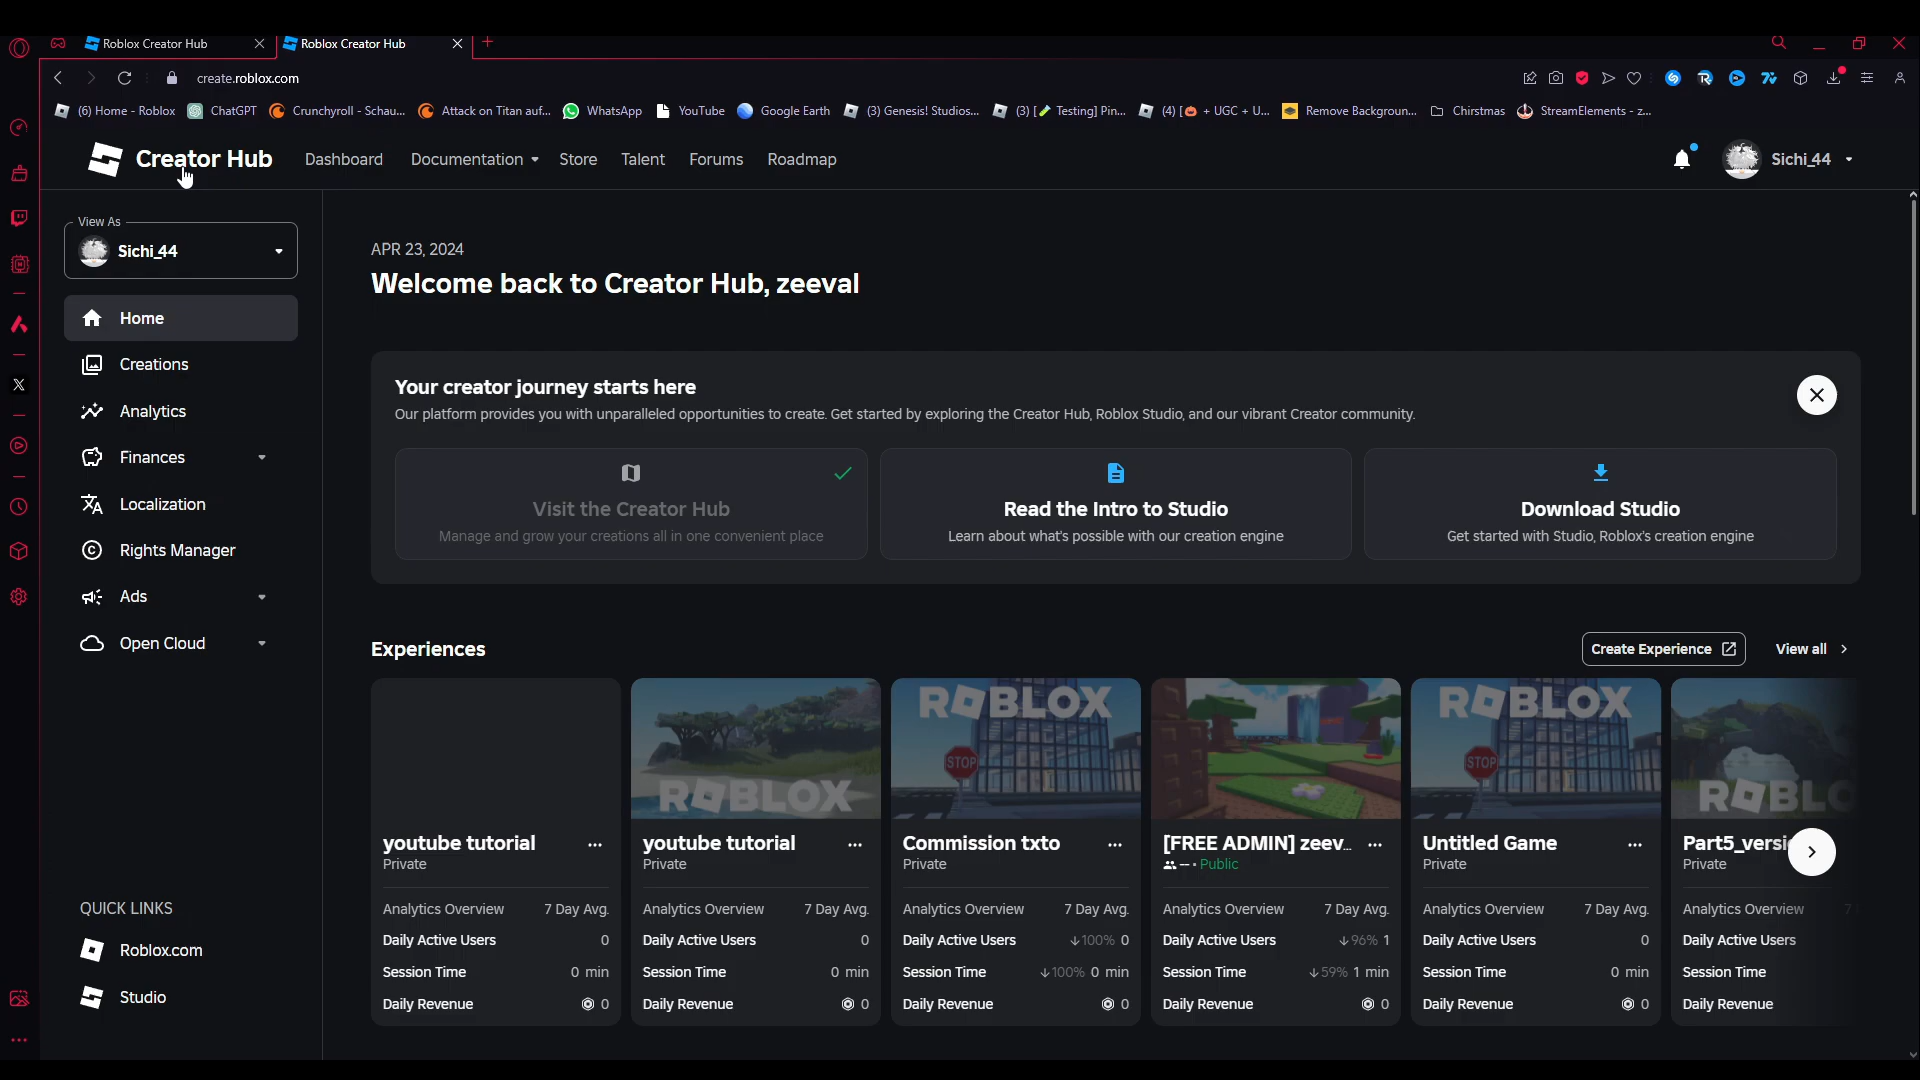 Roblox Creator Hub
Roblox Creator Hub
create.roblox.com
(6) Home - Roblox
ChatGPT
Crunchyroll - Schau...
Attack on Titan auf...
WhatsApp
YouTube
Google Earth
(3) Genesis! Studios...
(3) [🧪 Testing] Pin...
(4) [🎃 + UGC + U...
Remove Backgroun...
Chirstmas
StreamElements - z...
Creator Hub
Dashboard
Documentation
Store
Talent
Forums
Roadmap
Sichi_44
View As
Sichi_44
Home
Creations
Analytics
Finances
Localization
Rights Manager
Ads
Open Cloud
QUICK LINKS
Roblox.com
Studio
APR 23, 2024
Welcome back to Creator Hub, zeeval
Your creator journey starts here
Our platform provides you with unparalleled opportunities to create. Get started by exploring the Creator Hub, Roblox Studio, and our vibrant Creator community.
Visit the Creator Hub
Manage and grow your creations all in one convenient place
Read the Intro to Studio
Learn about what's possible with our creation engine
Download Studio
Get started with Studio, Roblox's creation engine
Experiences
Create Experience
View all
youtube tutorial
Private
Analytics Overview 7 Day Avg.
Daily Active Users 0
Session Time 0 min
Daily Revenue 0
ROBLOX
youtube tutorial
Private
Analytics Overview 7 Day Avg.
Daily Active Users 0
Session Time 0 min
Daily Revenue 0
ROBLOX
STOP
Commission txto
Private
Analytics Overview 7 Day Avg.
Daily Active Users ↓100% 0
Session Time ↓100% 0 min
Daily Revenue 0
[FREE ADMIN] zeev...
-- • Public
Analytics Overview 7 Day Avg.
Daily Active Users ↓96% 1
Session Time ↓59% 1 min
Daily Revenue 0
ROBLOX
STOP
Untitled Game
Private
Analytics Overview 7 Day Avg.
Daily Active Users 0
Session Time 0 min
Daily Revenue 0
ROBLO
Part5_versi
Private
Analytics Overview 7
Daily Active Users
Session Time
Daily Revenue